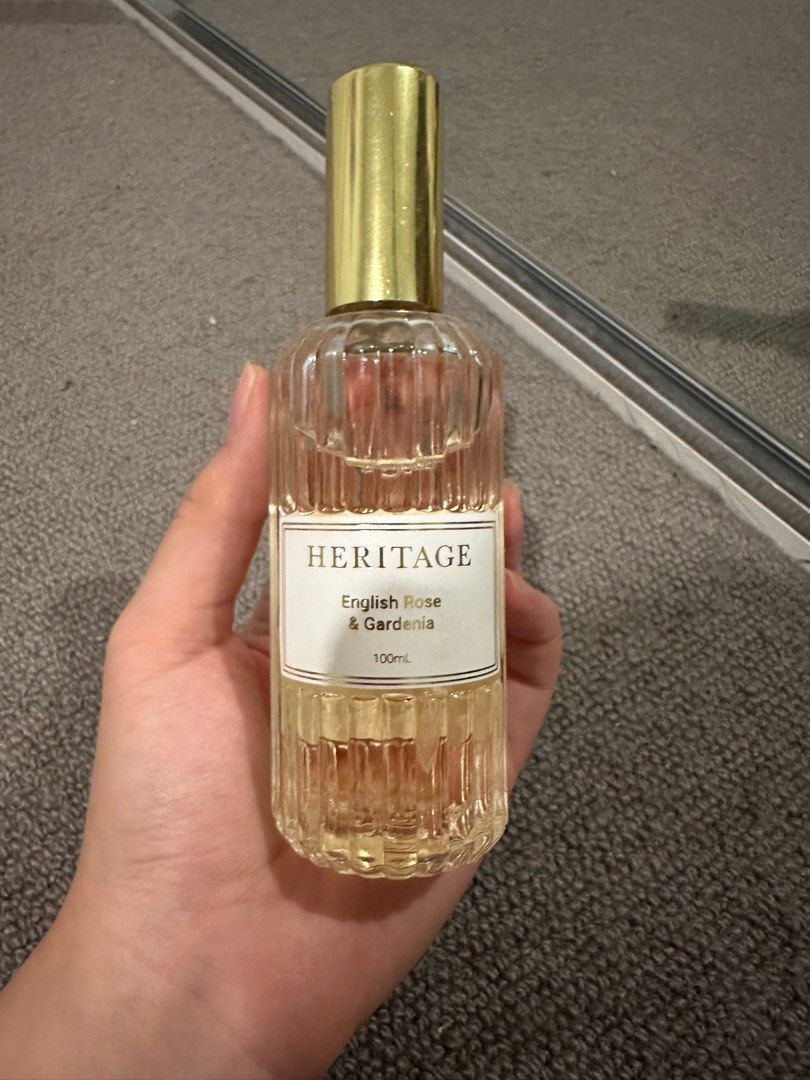 HERITAGE
English Rose
& Gardenia
100mL